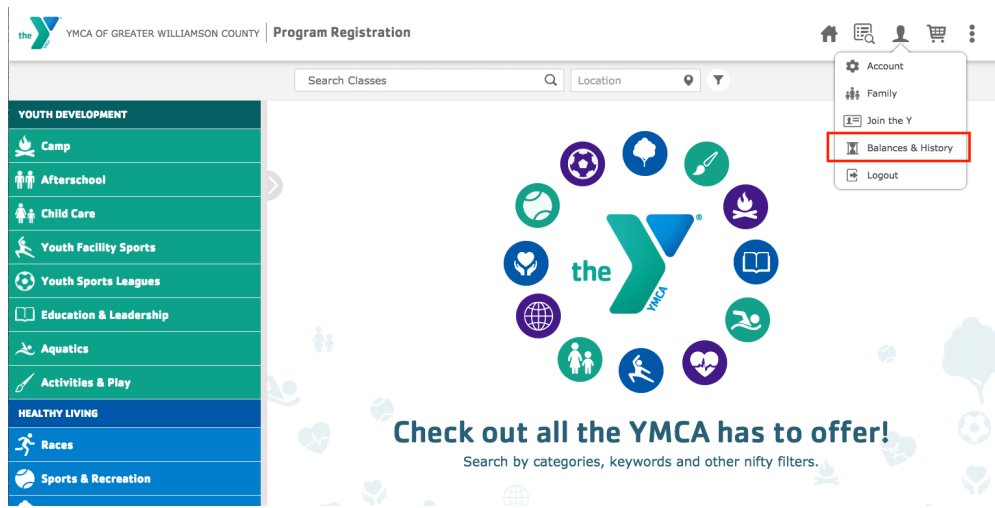 the YMCA OF GREATER WILLIAMSON COUNTY Program Registration
Search Classes
Location
Account
Family
Join the Y
Balances & History
Logout
YOUTH DEVELOPMENT
Camp
Afterschool
Child Care
Youth Facility Sports
Youth Sports Leagues
Education & Leadership
Aquatics
Activities & Play
HEALTHY LIVING
Races
Sports & Recreation
the
YMCA
®
Check out all the YMCA has to offer!
Search by categories, keywords and other nifty filters.